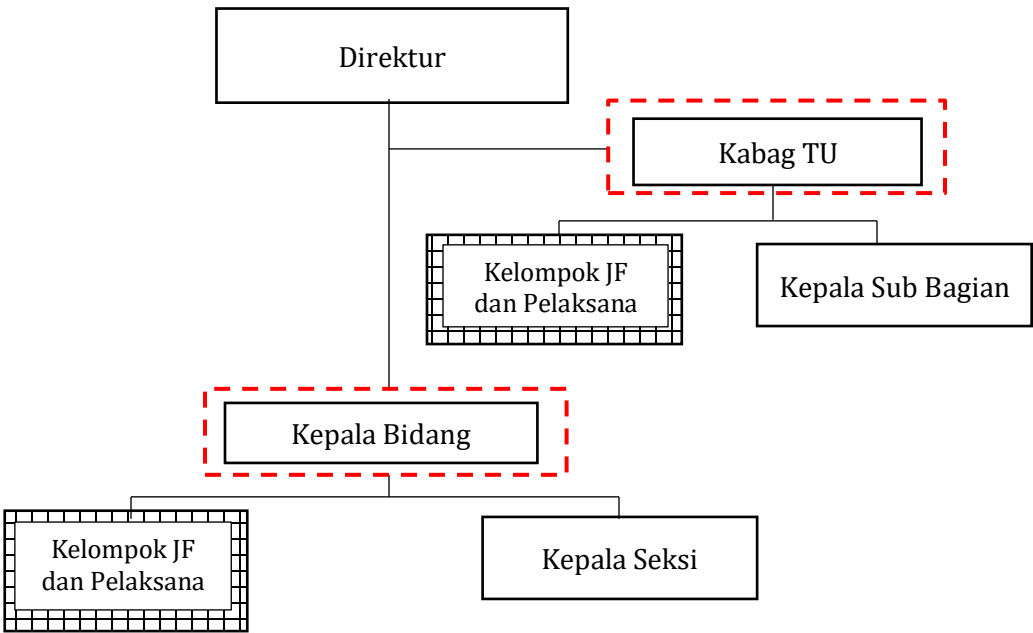 Direktur
Kabag TU
Kelompok JF
dan Pelaksana
Kepala Sub Bagian
Kepala Bidang
Kelompok JF
dan Pelaksana
Kepala Seksi